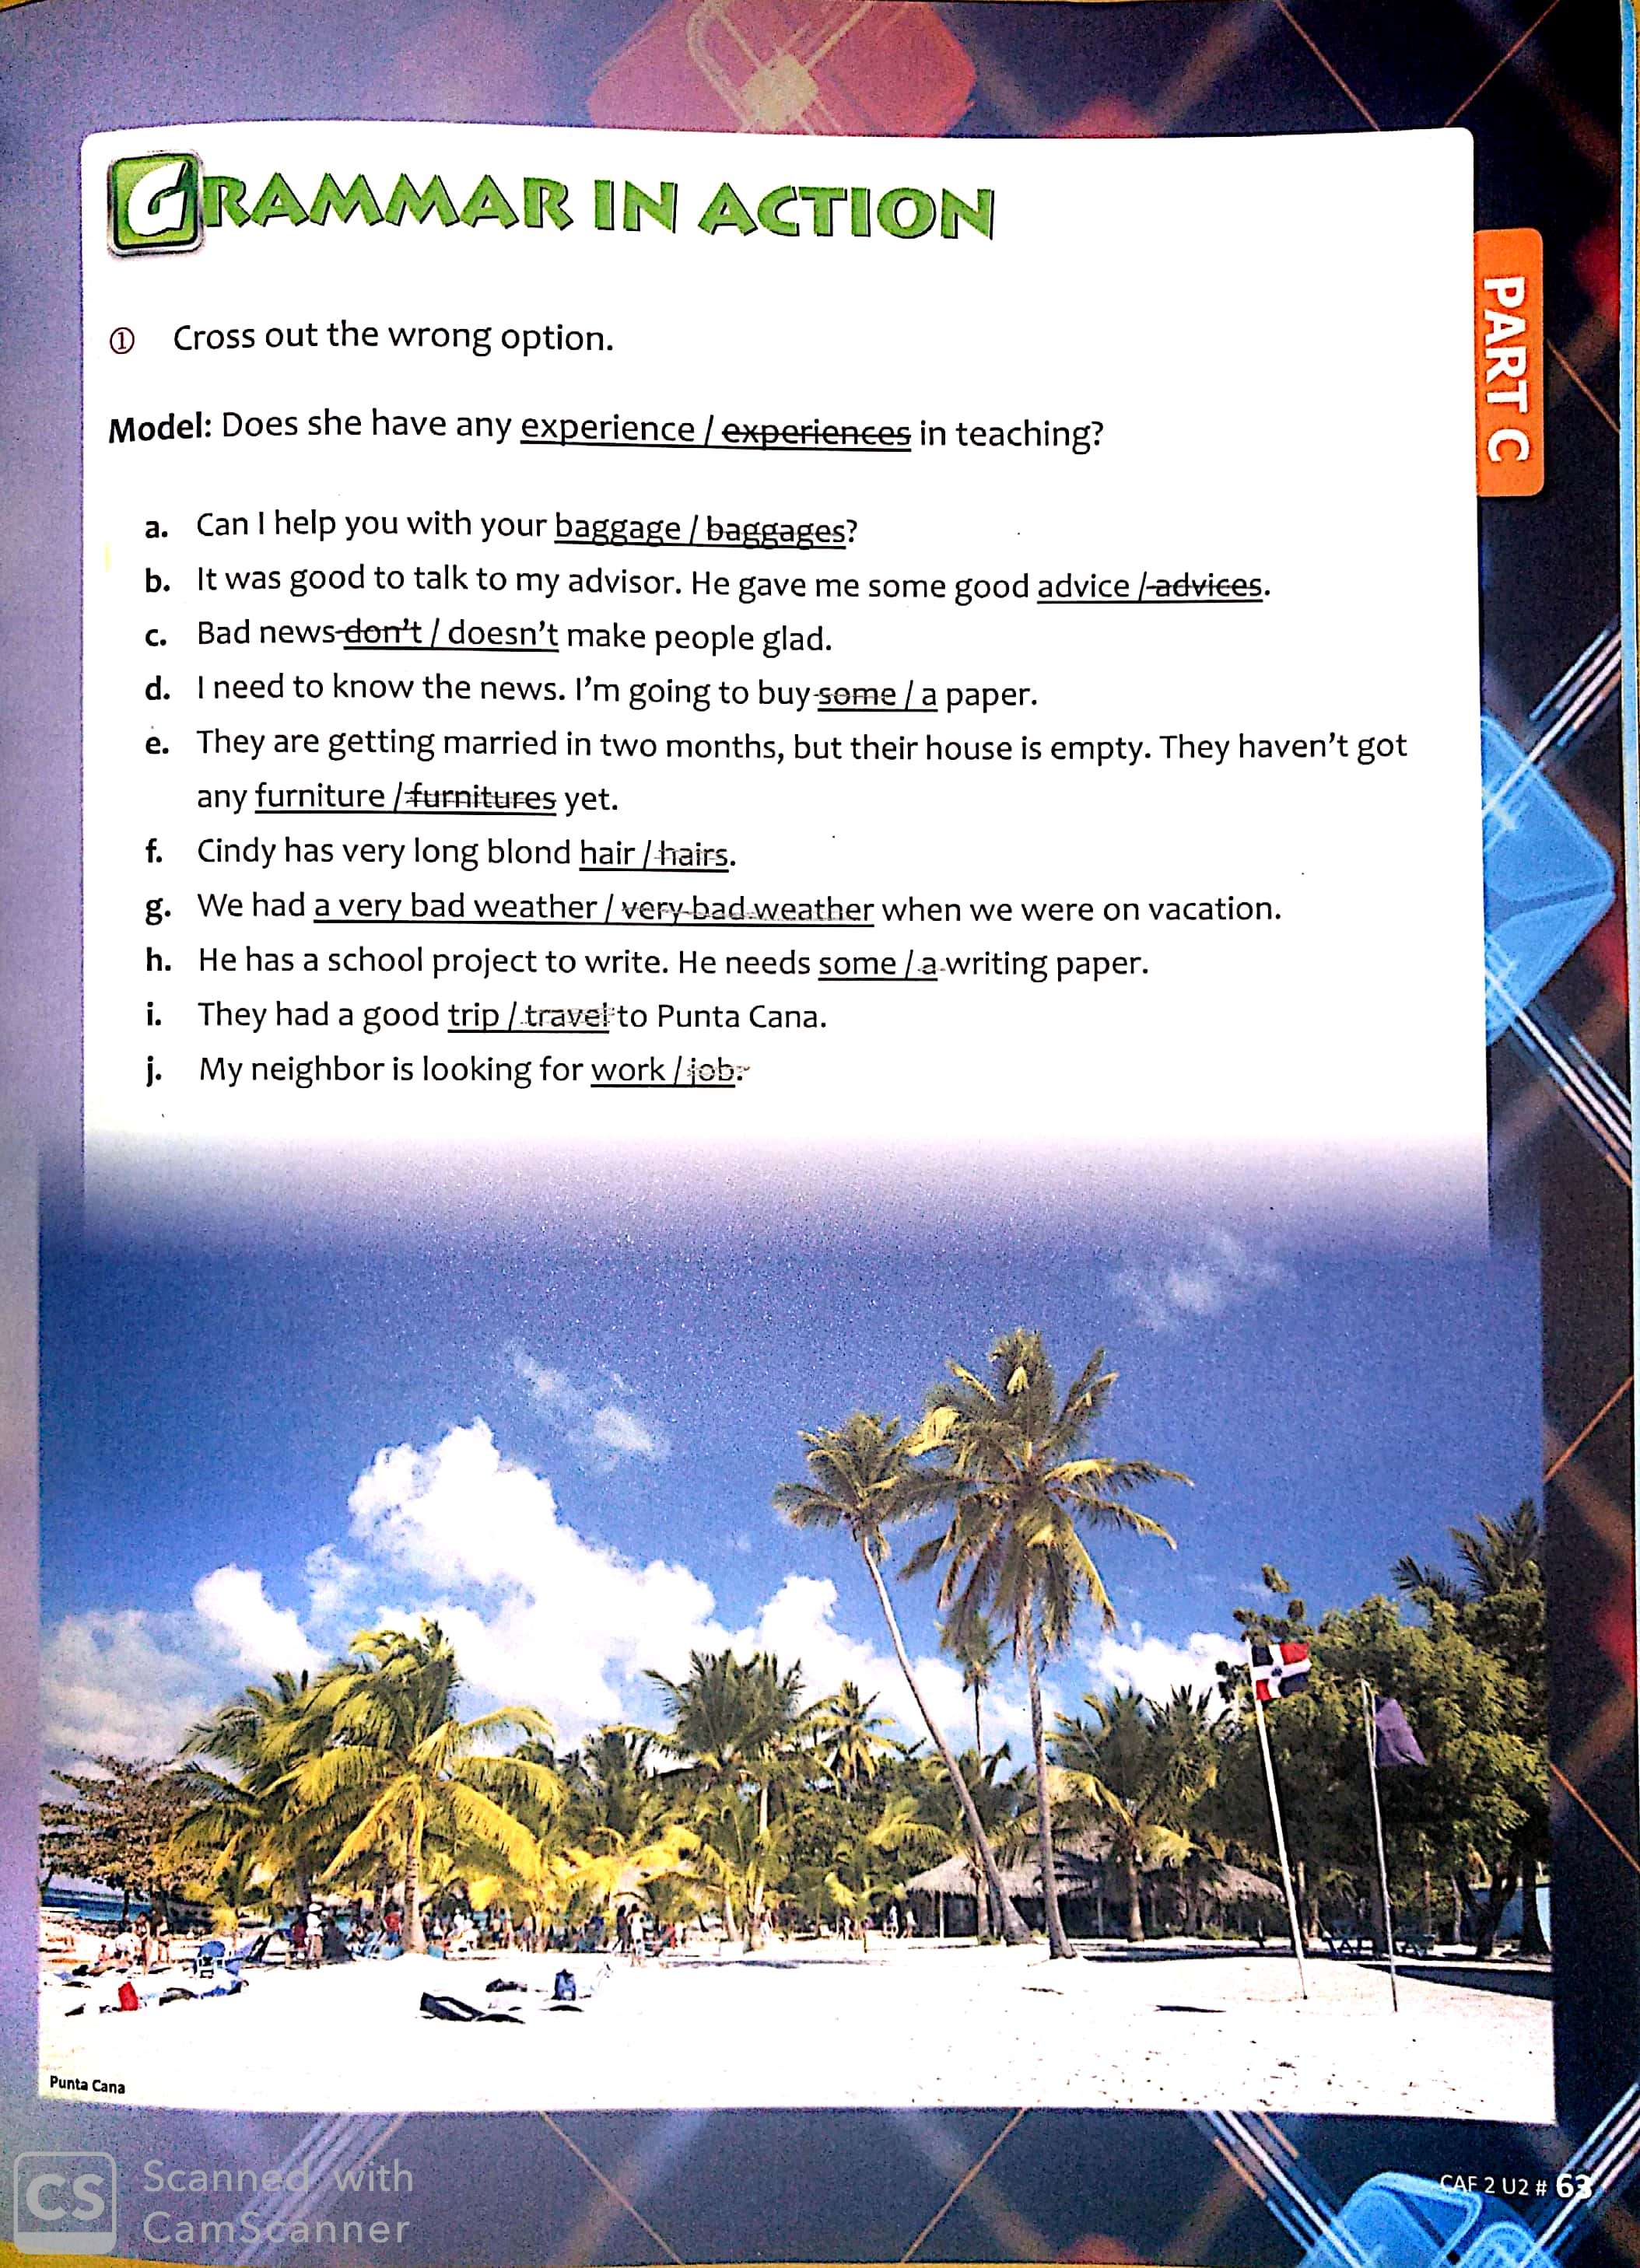 GRAMMAR IN ACTION
PART C
① Cross out the wrong option.
Model: Does she have any experience / experiences in teaching?
a. Can I help you with your baggage / baggages?
b. It was good to talk to my advisor. He gave me some good advice / advices.
c. Bad news don't / doesn't make people glad.
d. I need to know the news. I'm going to buy some / a paper.
e. They are getting married in two months, but their house is empty. They haven't got
any furniture / furnitures yet.
f. Cindy has very long blond hair / hairs.
g. We had a very bad weather / very bad weather when we were on vacation.
h. He has a school project to write. He needs some / a writing paper.
i. They had a good trip / travel to Punta Cana.
j. My neighbor is looking for work / job.
Punta Cana
CAF 2 U2 # 63
CS Scanned with
CamScanner